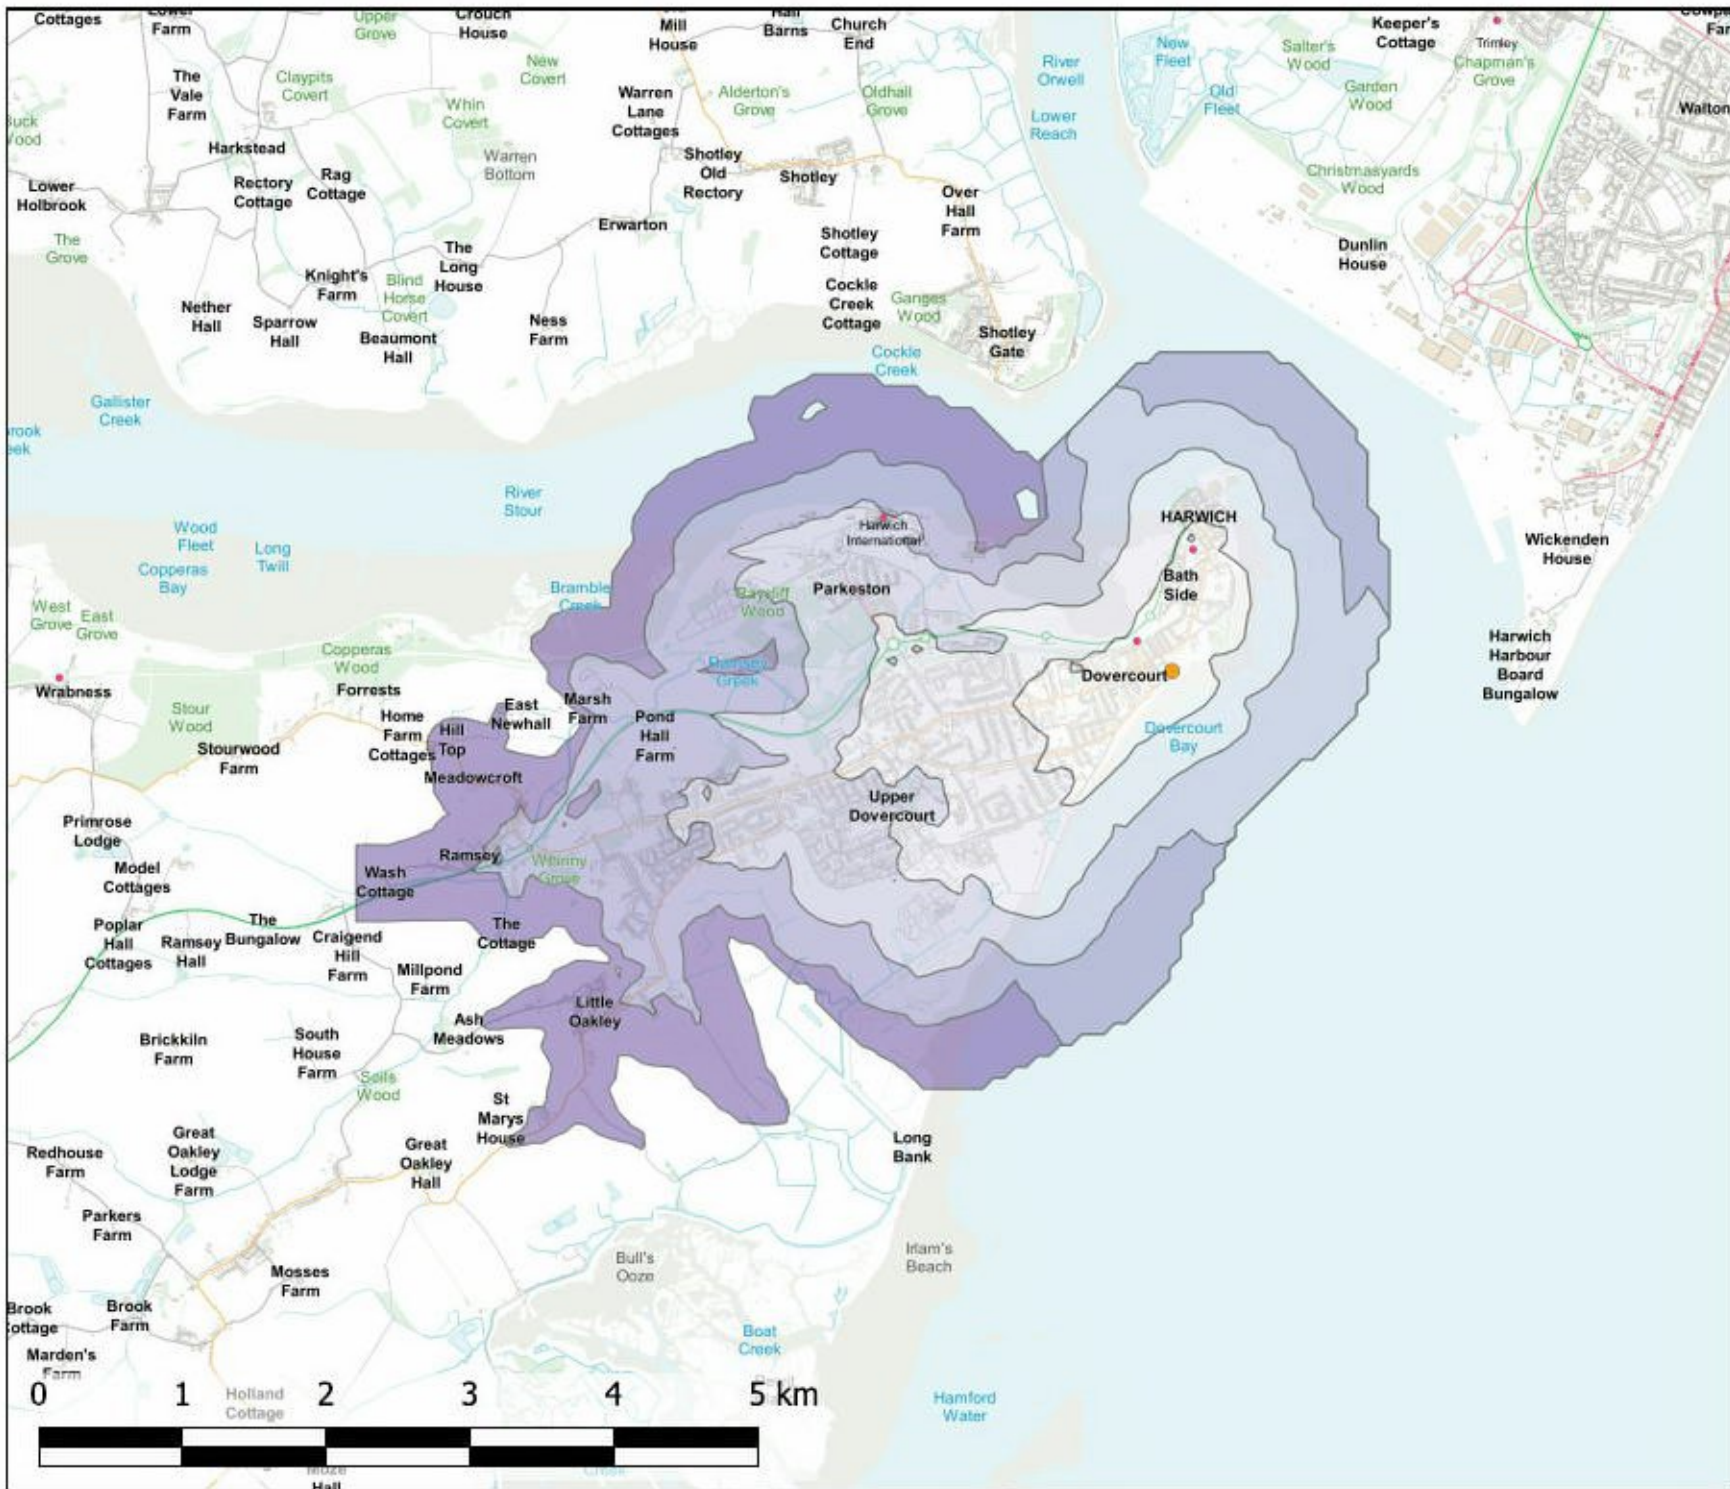 Cottages
Lower
Farm
Upper
Grove
Crouch
House
Mill
House
Hall
Barns
Church
End
River
Orwell
New
Fleet
Salter's
Wood
Keeper's
Cottage
Trimley
Chapman's
Grove
The
Vale
Farm
Claypits
Covert
New
Covert
Whin
Covert
Warren
Lane
Cottages
Alderton's
Grove
Oldhall
Grove
Lower
Reach
Old
Fleet
Garden
Wood
Walton
Harkstead
Warren
Bottom
Lower
Holbrook
Rectory
Cottage
Rag
Cottage
Shotley
Old
Rectory
Shotley
Christmasyards
Wood
Over
Hall
Farm
The
Grove
Erwarton
Shotley
Cottage
Dunlin
House
Knight's
Farm
The
Long
House
Blind
Horse
Covert
Cockle
Creek
Cottage
Ganges
Wood
Nether
Hall
Sparrow
Hall
Beaumont
Hall
Ness
Farm
Shotley
Gate
Cockle
Creek
Gallister
Creek
River
Stour
Wood
Fleet
Long
Twill
Copperas
Bay
Harwich
International
HARWICH
Wickenden
House
Bramble
Creek
Parkeston
Bath
Side
West
Grove
East
Grove
Copperas
Wood
Ramsey
Creek
Harwich
Harbour
Board
Bungalow
Wrabness
Forrests
Dovercourt
Stour
Wood
Home
Farm
Cottages
Hill
Top
East
Newhall
Marsh
Farm
Pond
Hall
Farm
Dovercourt
Bay
Stourwood
Farm
Meadowcroft
Upper
Dovercourt
Primrose
Lodge
Model
Cottages
Wash
Cottage
Ramsey
Whinny
Grove
Poplar
Hall
Cottages
Ramsey
Hall
The
Bungalow
Craigend
Hill
Farm
The
Cottage
Millpond
Farm
Little
Oakley
Ash
Meadows
Brickkiln
Farm
South
House
Farm
Soils
Wood
St
Marys
House
Great
Oakley
Lodge
Farm
Redhouse
Farm
Great
Oakley
Hall
Long
Bank
Parkers
Farm
Bull's
Ooze
Irlam's
Beach
Mosses
Farm
Brook
Farm
Brook
Marden's
Farm
Boat
Creek
Holland
Cottage
Hamford
Water
0 1 2 3 4 5 km
Creek
Hall